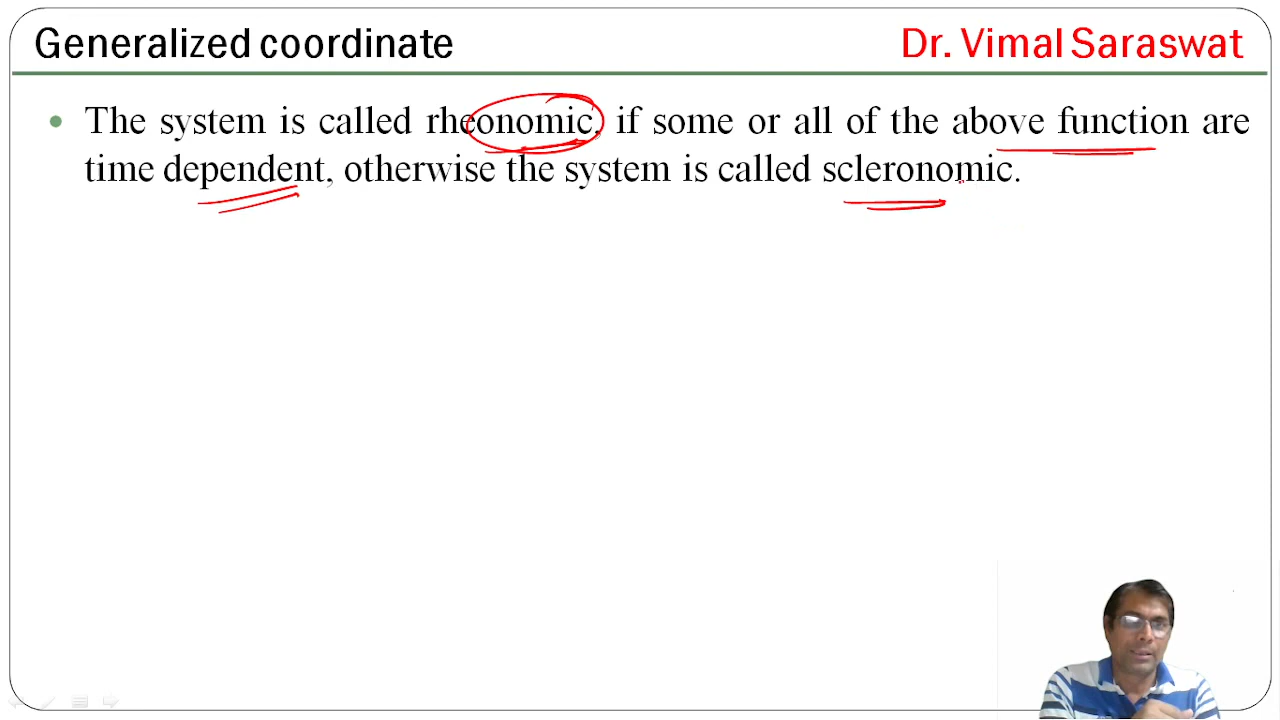 Generalized coordinate
Dr. Vimal Saraswat
The system is called rheonomic, if some or all of the above function are
time dependent, otherwise the system is called scleronomic.